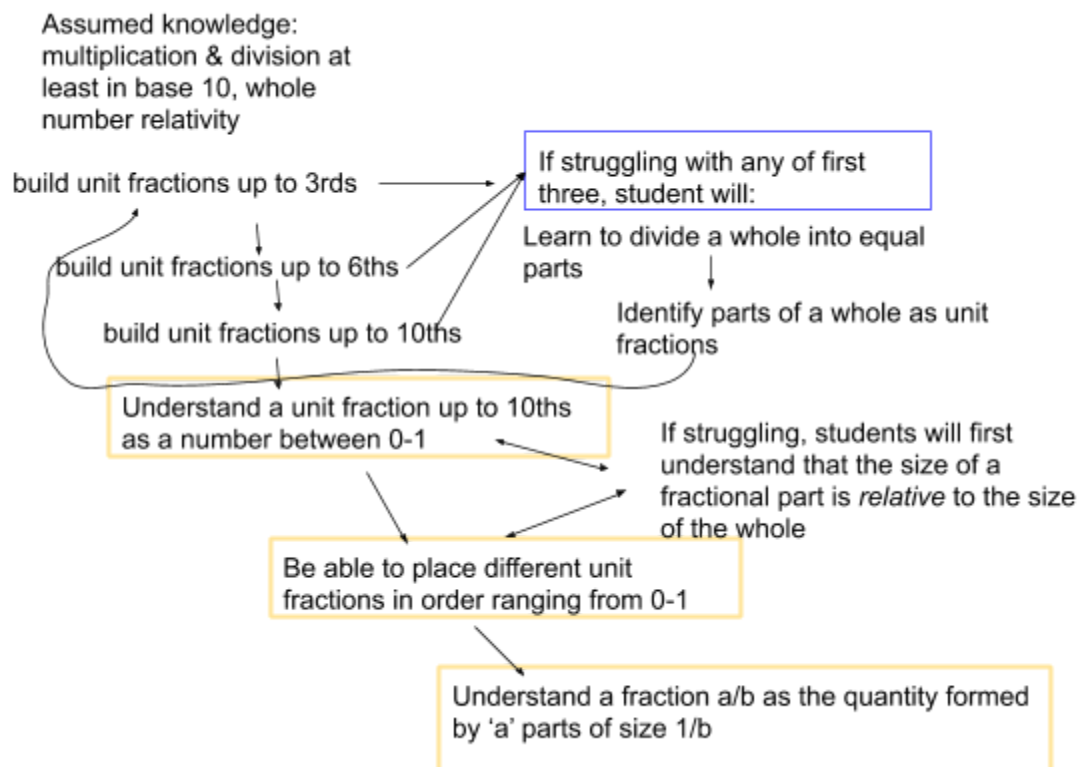 Assumed knowledge:
multiplication & division at
least in base 10, whole
number relativity
build unit fractions up to 3rds
If struggling with any of first
three, student will:
build unit fractions up to 6ths
Learn to divide a whole into equal
parts
build unit fractions up to 10ths
Identify parts of a whole as unit
fractions
Understand a unit fraction up to 10ths
as a number between 0-1
If struggling, students will first
understand that the size of a
fractional part is relative to the size
of the whole
Be able to place different unit
fractions in order ranging from 0-1
Understand a fraction a/b as the quantity formed
by ‘a’ parts of size 1/b